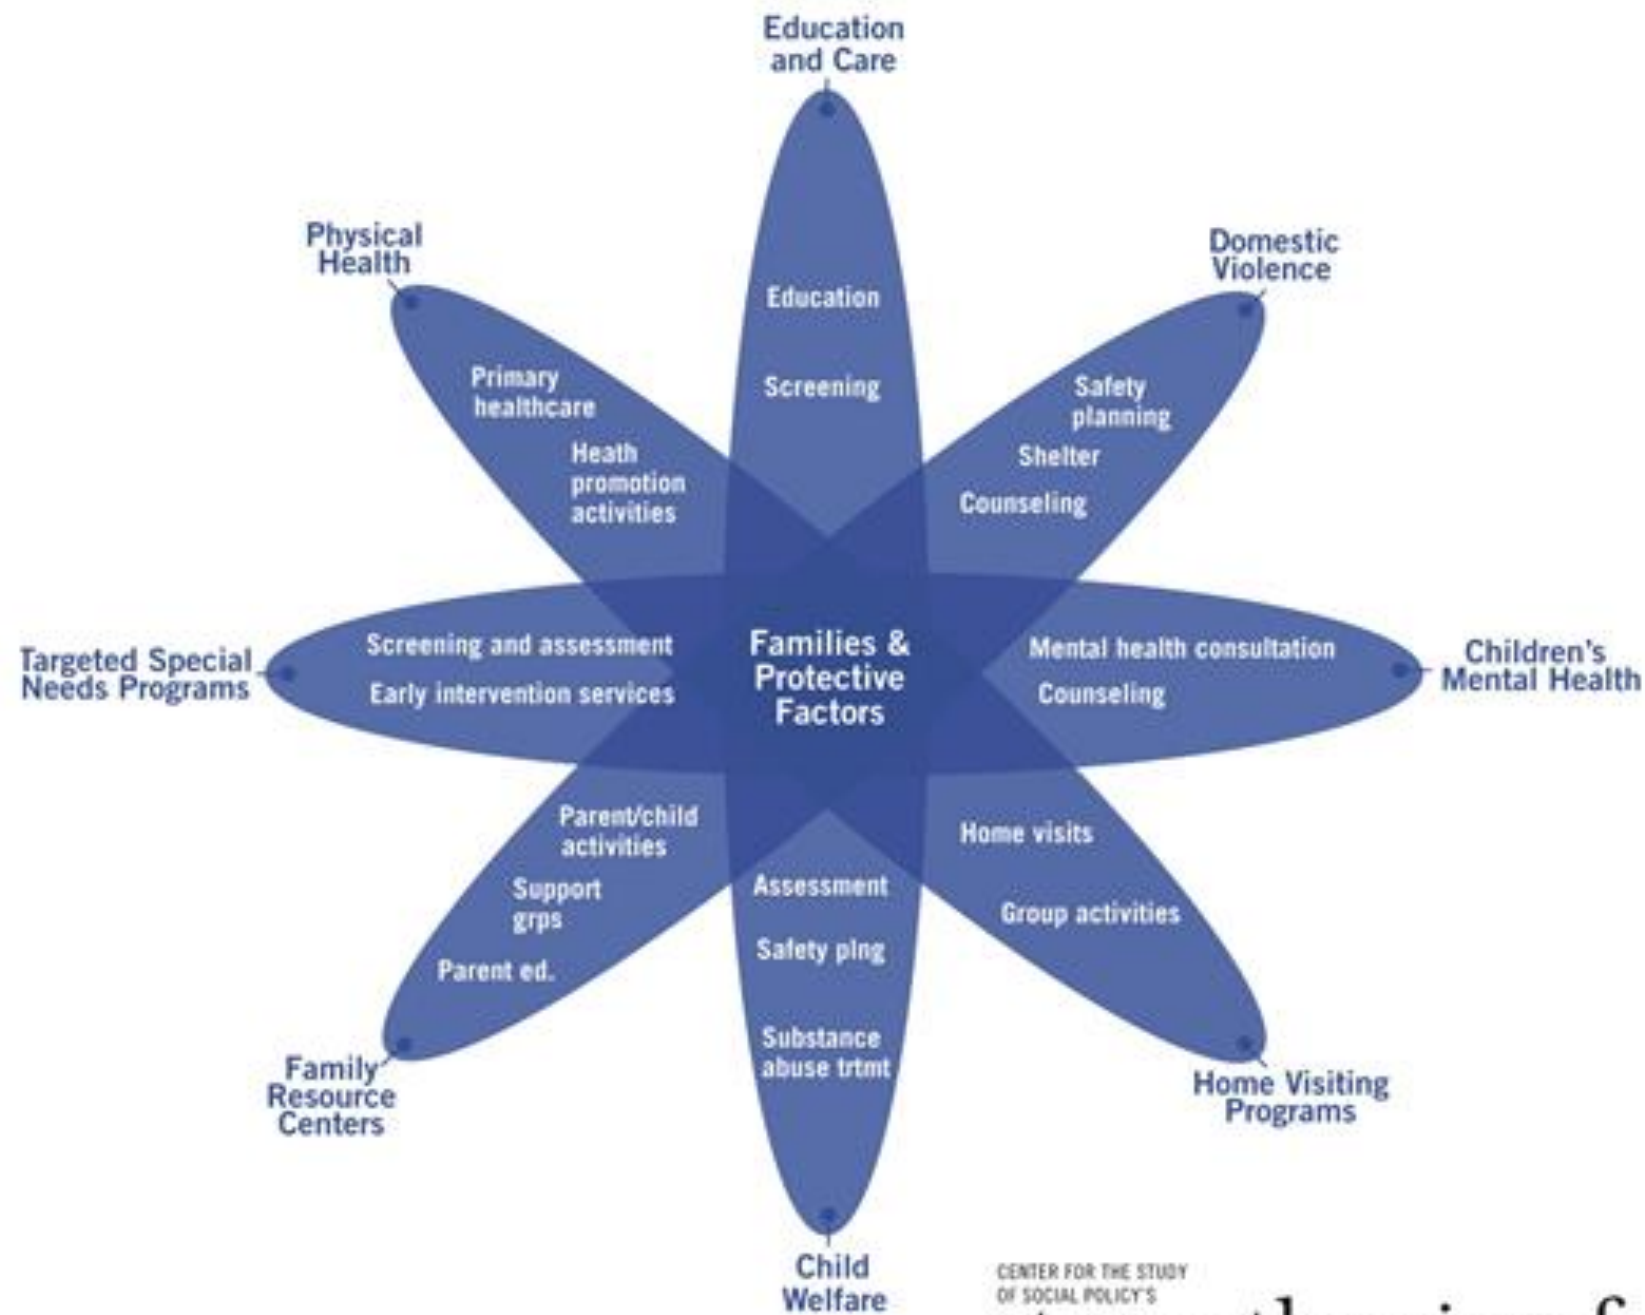 Education
and Care
Physical
Health
Domestic
Violence
Education
Screening
Primary
healthcare
Heath
promotion
activities
Safety
planning
Shelter
Counseling
Targeted Special
Needs Programs
Screening and assessment
Early intervention services
Families &
Protective
Factors
Mental health consultation
Counseling
Children's
Mental Health
Parent/child
activities
Support
grps
Parent ed.
Assessment
Safety plng
Substance
abuse trtmt
Home visits
Group activities
Family
Resource
Centers
Home Visiting
Programs
Child
Welfare
CENTER FOR THE STUDY
OF SOCIAL POLICY'S